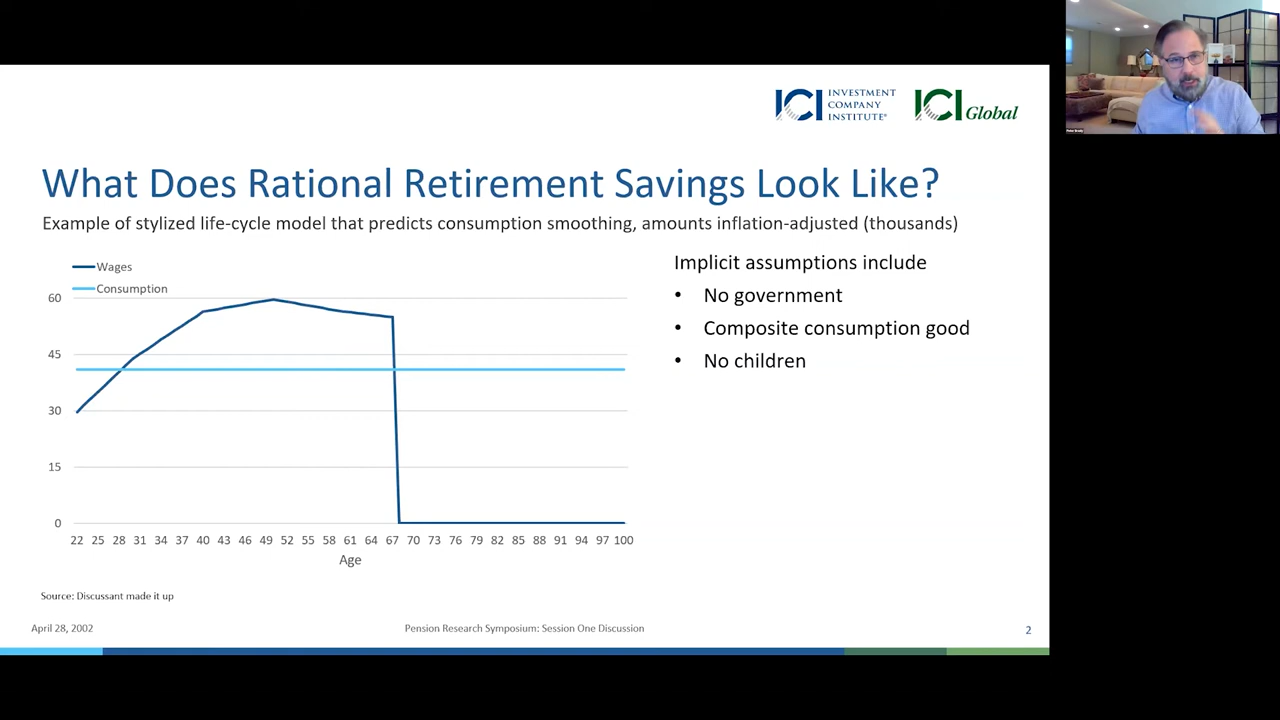 ICI INVESTMENT COMPANY INSTITUTE®
ICI Global
What Does Rational Retirement Savings Look Like?
Example of stylized life-cycle model that predicts consumption smoothing, amounts inflation-adjusted (thousands)
Wages
Consumption
60
45
30
15
0
22 25 28 31 34 37 40 43 46 49 52 55 58 61 64 67 70 73 76 79 82 85 88 91 94 97 100
Age
Implicit assumptions include
• No government
• Composite consumption good
• No children
Source: Discussant made it up
April 28, 2002
Pension Research Symposium: Session One Discussion
2